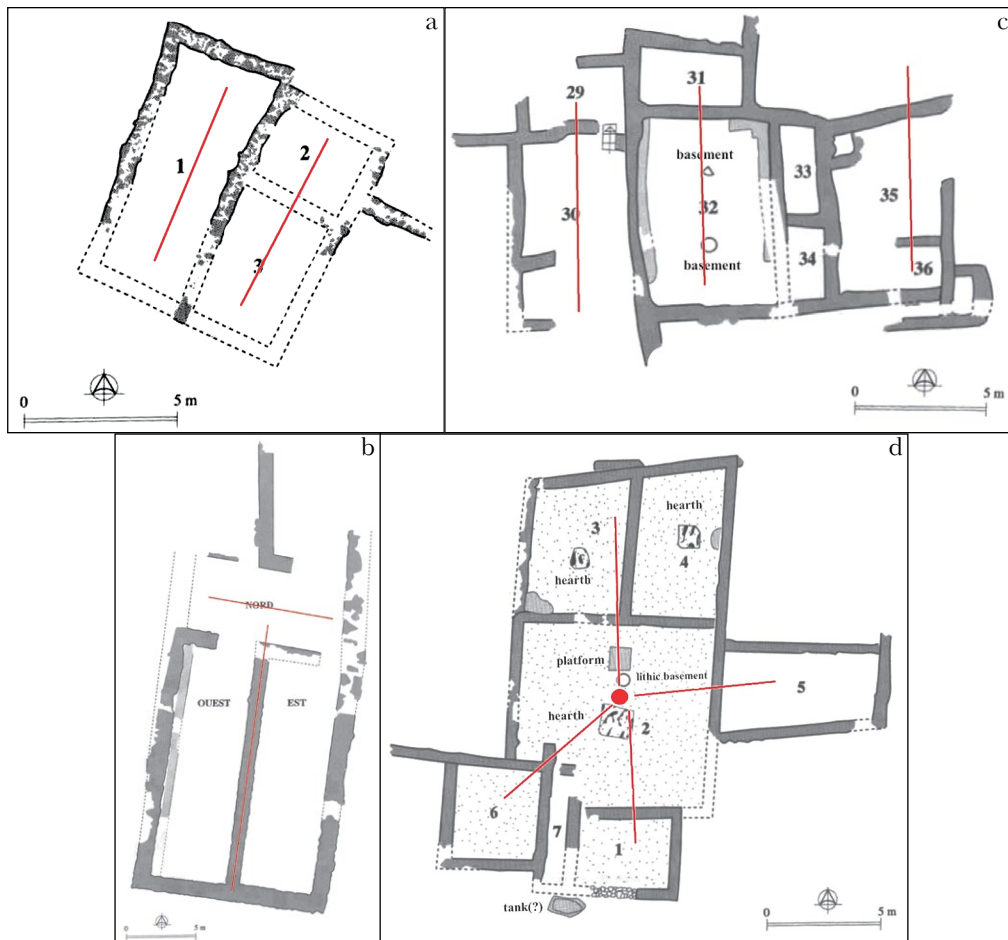 a
1
2
3
0
5 m
c
31
29
basement
33
32
35
30
34
basement
36
0
5 m
b
NORD
OUEST
EST
0
5 m
d
hearth
3
4
hearth
platform
lithic basement
5
hearth
2
6
7
1
tank(?)
0
5 m